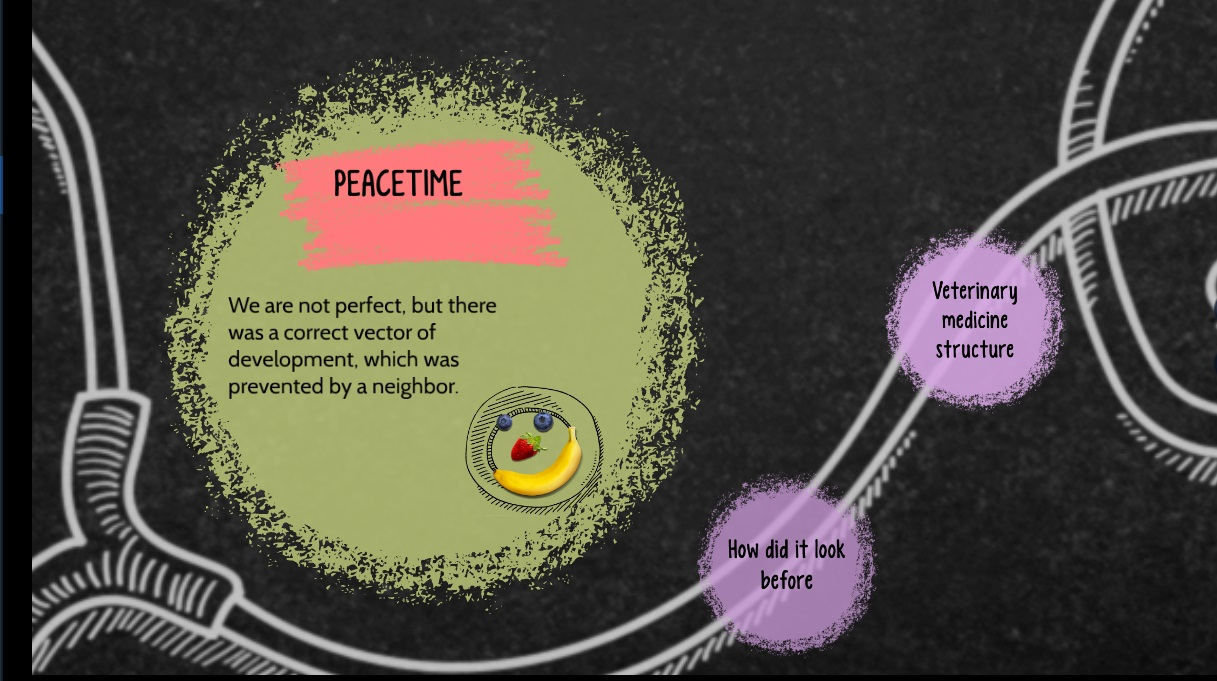 PEACETIME
We are not perfect, but there
was a correct vector of
development, which was
prevented by a neighbor.
Veterinary
medicine
structure
How did it look
before